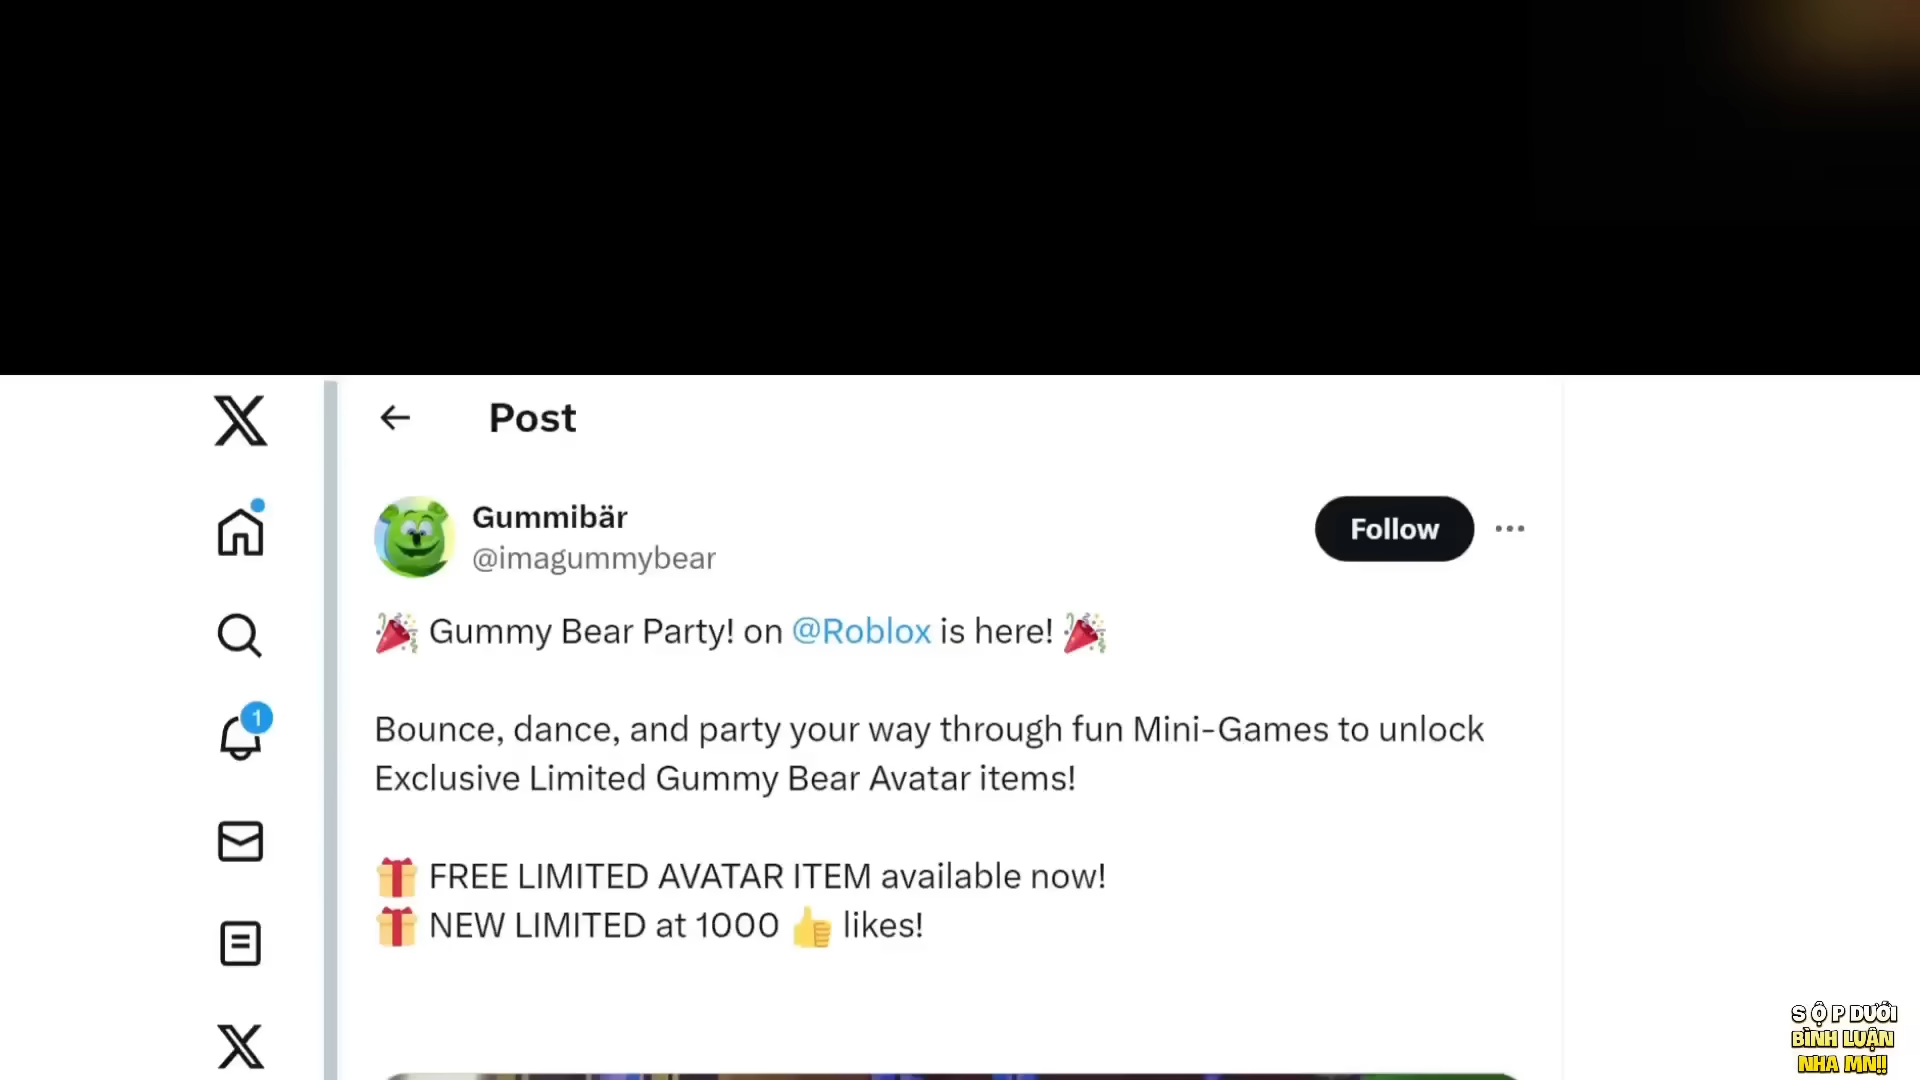 Post
Gummibär
@imagummybear
Follow
🎉 Gummy Bear Party! on @Roblox is here! 🎉
Bounce, dance, and party your way through fun Mini-Games to unlock
Exclusive Limited Gummy Bear Avatar items!
🎁 FREE LIMITED AVATAR ITEM available now!
🎁 NEW LIMITED at 1000 👍 likes!
1
S Ộ P DƯỚI
BÌNH LUẬN
NHA MN!!